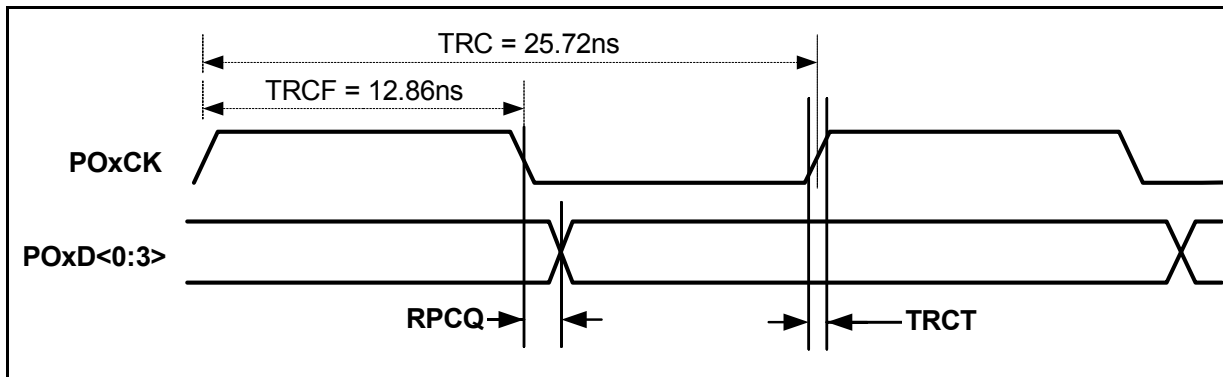 TRC = 25.72ns
TRCF = 12.86ns
POxCK
POxD<0:3>
RPCQ
TRCT